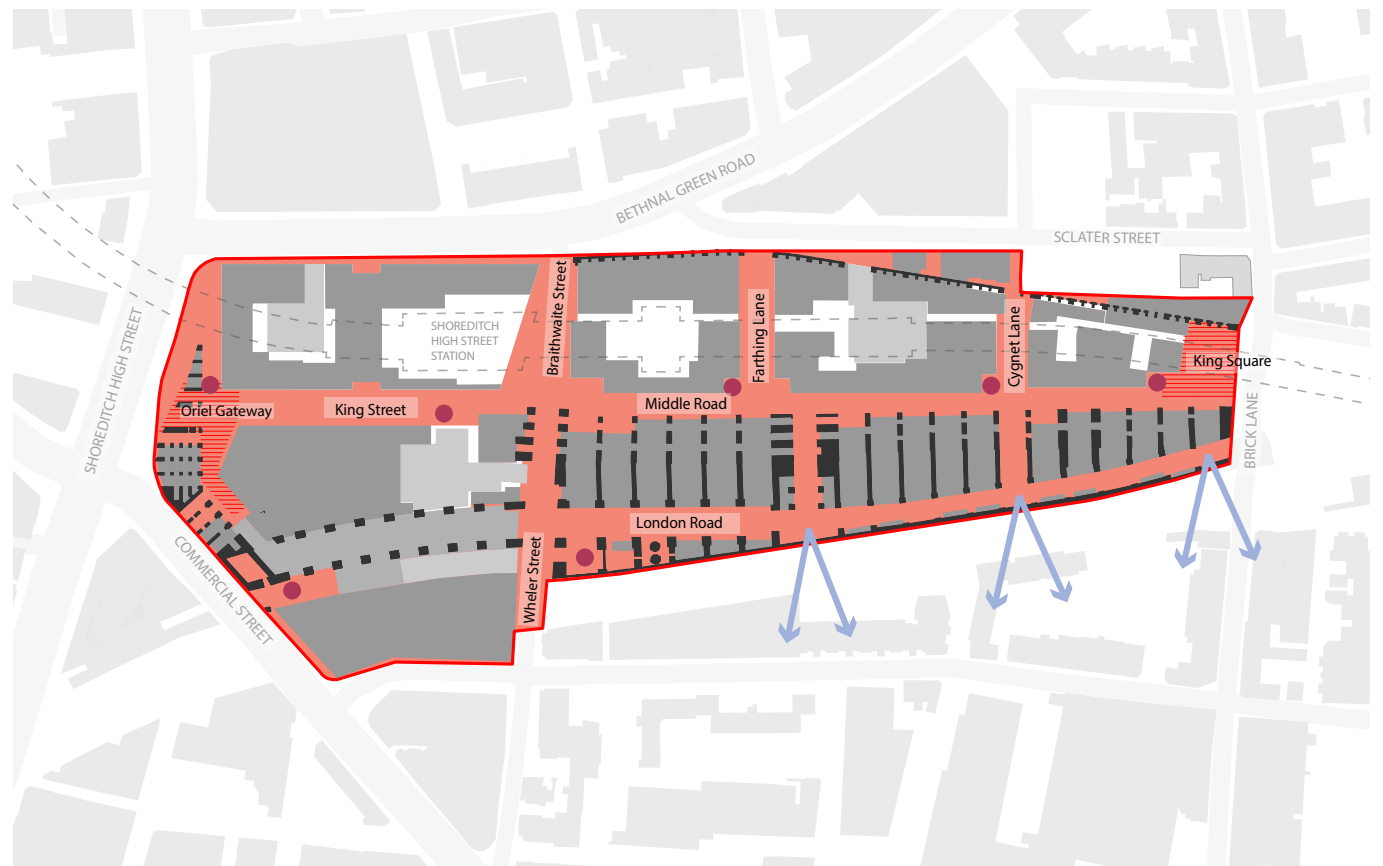 BETHNAL GREEN ROAD
SCLATER STREET
SHOREDITCH HIGH STREET
Braithwaite Street
SHOREDITCH
HIGH STREET
STATION
Farthing Lane
Cygnet Lane
King Square
Oriel Gateway
King Street
Middle Road
BRICK LANE
London Road
Wheler Street
COMMERCIAL STREET